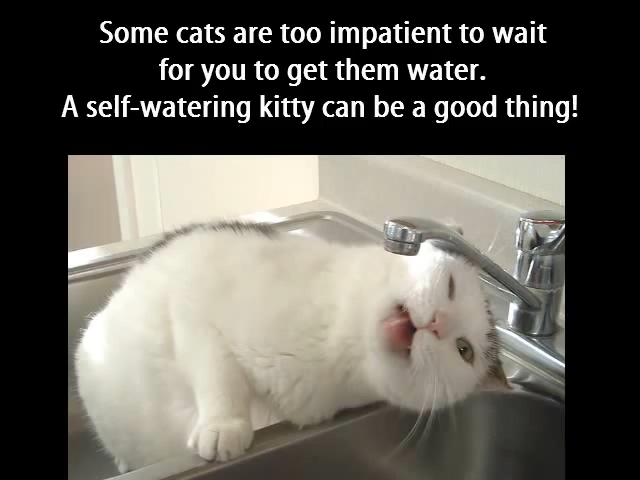 Some cats are too impatient to wait
for you to get them water.
A self-watering kitty can be a good thing!